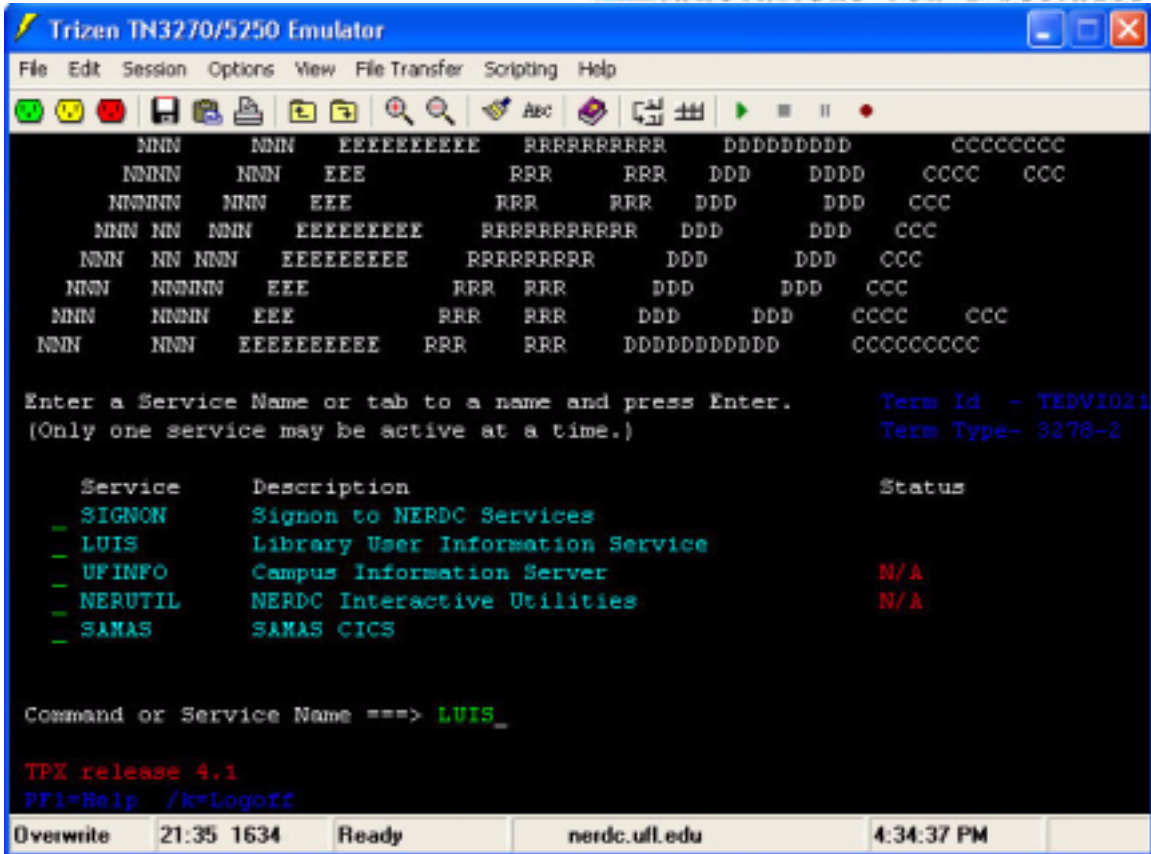 Trizen TN3270/5250 Emulator
File Edit Session Options View File Transfer Scripting Help
ABC
NNN NNN EEEEEEEEEE RRRRRRRRRR DDDDDDDDD CCCCCCCC
NNNN NNN EEE RRR RRR DDD DDDD CCCC CCC
NNNNN NNN EEE RRR RRR DDD DDD CCC
NNN NN NNN EEEEEEEEE RRRRRRRRRRR DDD DDD CCC
NNN NN NNN EEEEEEEEE RRRRRRRRR DDD DDD CCC
NNN NNNNN EEE RRR RRR DDD DDD CCC
NNN NNNN EEE RRR RRR DDD DDD CCCC CCC
NNN NNN EEEEEEEEEE RRR RRR DDDDDDDDDDD CCCCCCCCC
Enter a Service Name or tab to a name and press Enter. Term Id - TEDVI021
(Only one service may be active at a time.) Term Type- 3278-2
Service Description Status
_ SIGNON Signon to NERDC Services
_ LUIS Library User Information Service
_ UFINFO Campus Information Server N/A
_ NERUTIL NERDC Interactive Utilities N/A
_ SAMAS SAMAS CICS
Command or Service Name ===> LUIS_
TPX release 4.1
PF1=Help /k=Logoff
Overwrite 21:35 1634 Ready nerdc.ufl.edu 4:34:37 PM